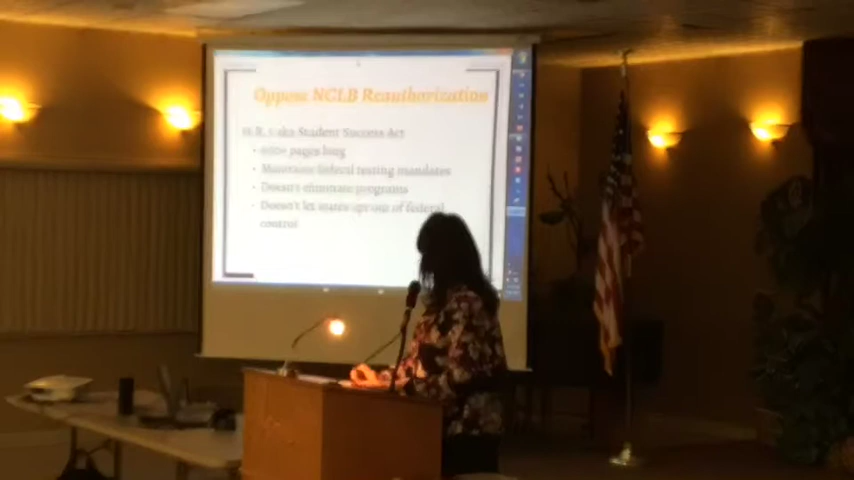 Oppose NCLB Reauthorization
H.R. 5 aka Student Success Act
pages long
Maintains federal testing mandates
Doesn't eliminate programs
Doesn't let states opt-out of federal
control